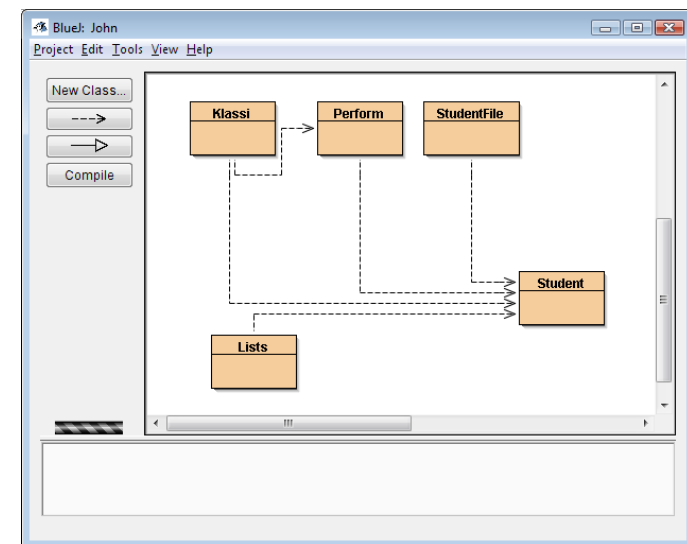 BlueJ: John
Project Edit Tools View Help
New Class...
Compile
Klassi
Perform
StudentFile
Student
Lists